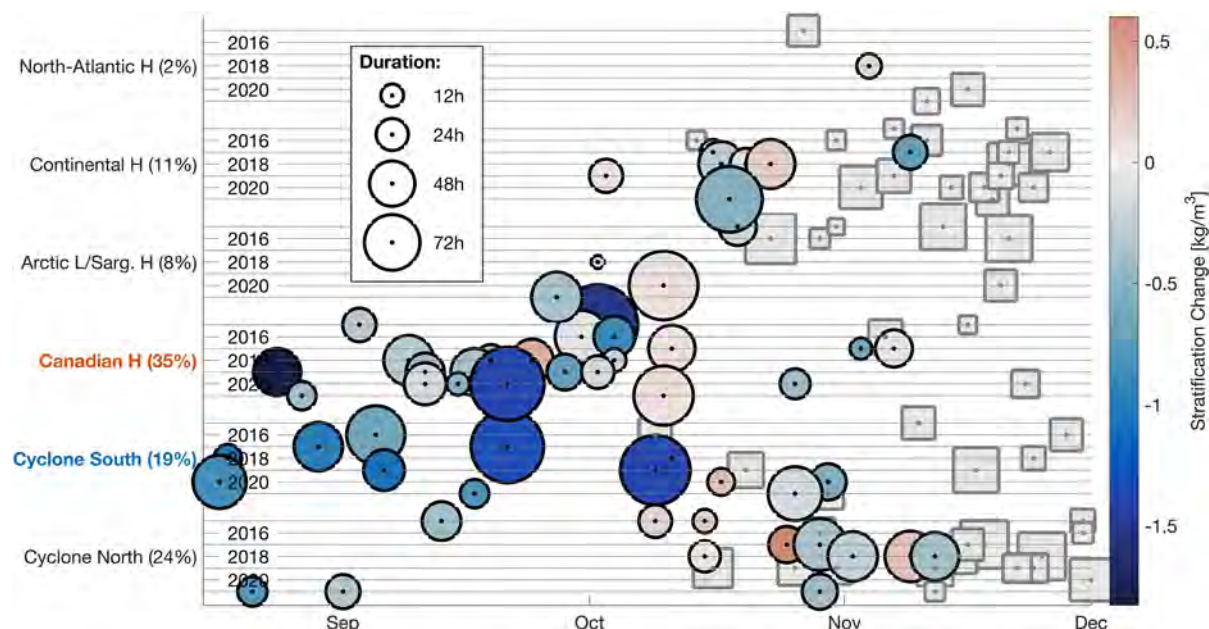 North-Atlantic H (2%)
2016
2018
2020
Continental H (11%)
2016
2018
2020
Arctic L/Sarg. H (8%)
2016
2018
2020
Canadian H (35%)
2016
Cyclone South (19%)
2016
2018
2020
Cyclone North (24%)
2016
2018
2020
Duration:
12h
24h
48h
72h
Sep
Oct
Nov
Dec
0.5
0
-0.5
-1
-1.5
Stratification Change [kg/m³]